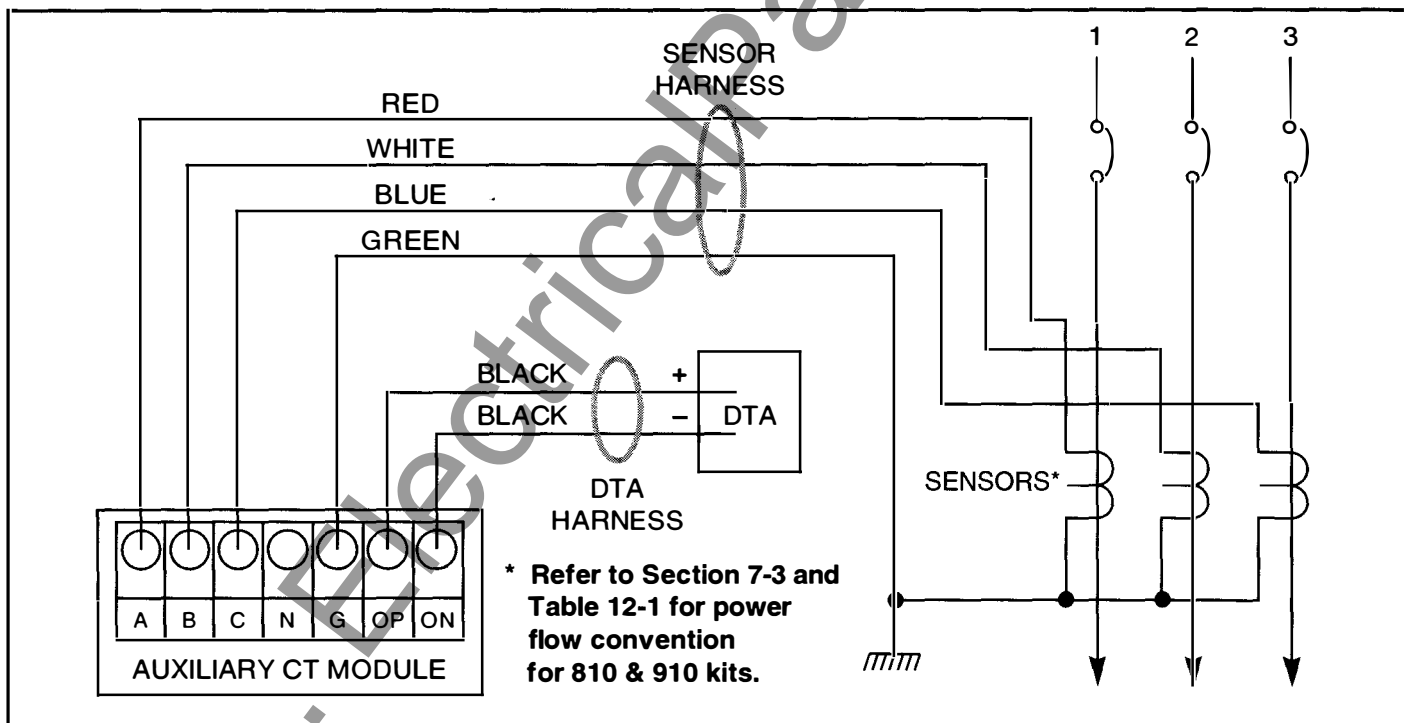 1 2 3
SENSOR
HARNESS
RED
WHITE
BLUE
GREEN
BLACK +
BLACK – DTA
DTA
HARNESS
SENSORS*
A B C N G OP ON
AUXILIARY CT MODULE
* Refer to Section 7-3 and
Table 12-1 for power
flow convention
for 810 & 910 kits.
. ElectricalPa